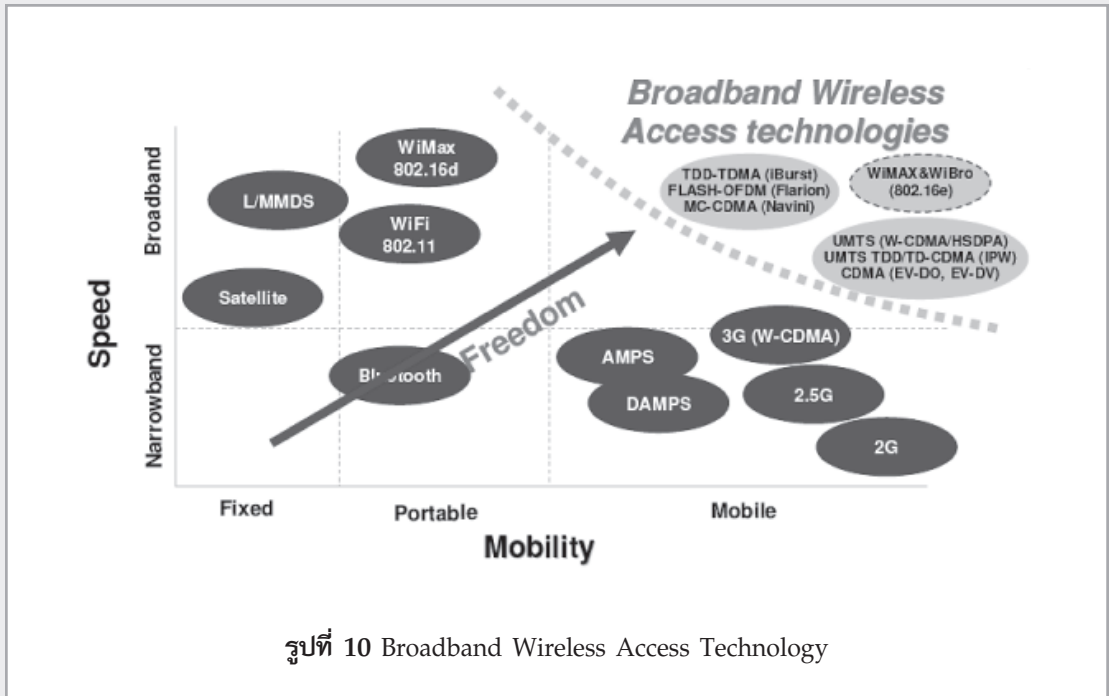 Broadband Wireless
Access technologies
WiMax
802.16d
TDD-TDMA (iBurst)
FLASH-OFDM (Flarion)
MC-CDMA (Navini)
WiMAX&WiBro
(802.16e)
L/MMDS
WiFi
802.11
UMTS (W-CDMA/HSDPA)
UMTS TDD/TD-CDMA (IPW)
CDMA (EV-DO, EV-DV)
Satellite
Broadband
Speed
Narrowband
Freedom
3G (W-CDMA)
AMPS
DAMPS
2.5G
2G
Fixed
Portable
Mobile
Mobility
รูปที่ 10 Broadband Wireless Access Technology